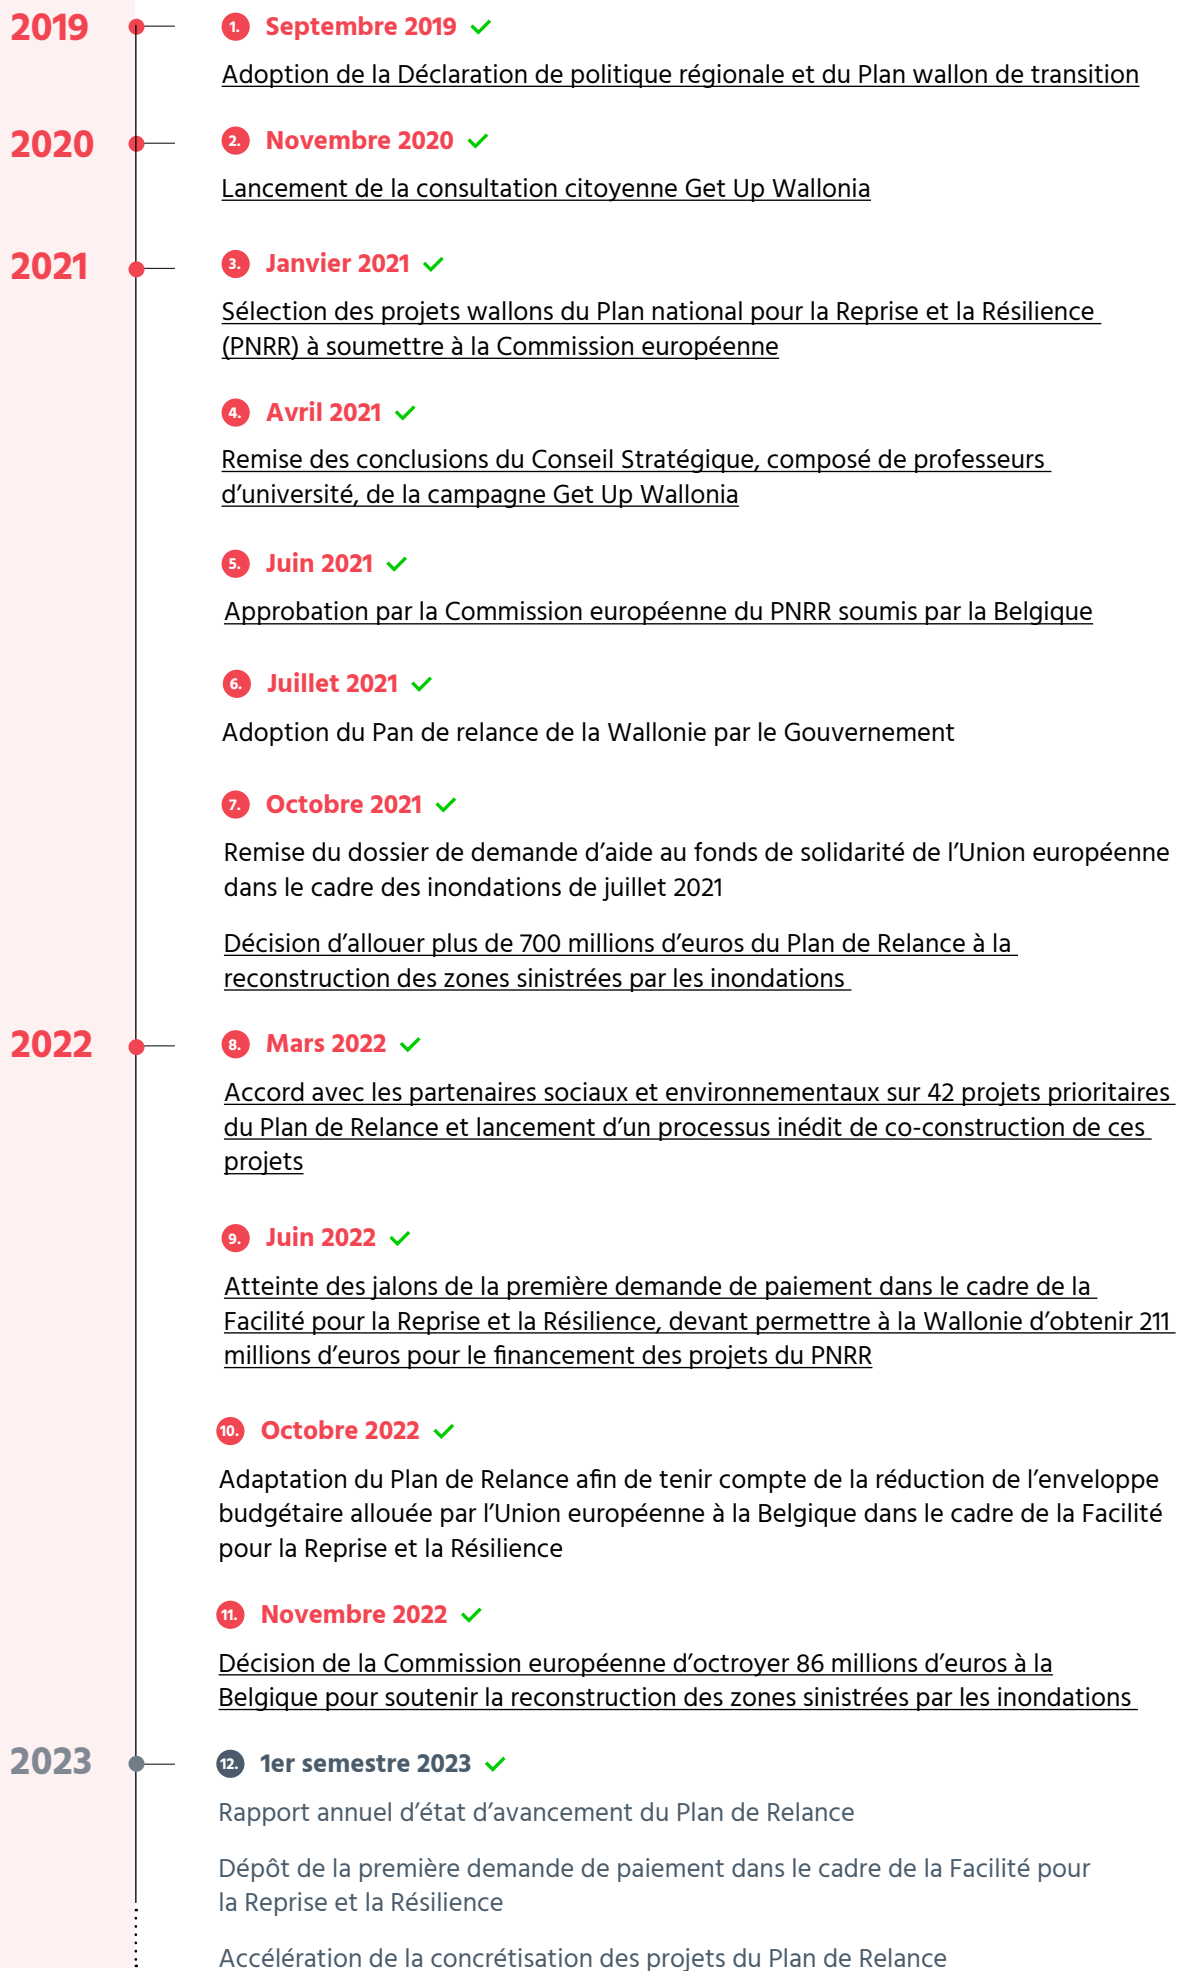 2019
1. Septembre 2019
Adoption de la Déclaration de politique régionale et du Plan wallon de transition
2020
2. Novembre 2020
Lancement de la consultation citoyenne Get Up Wallonia
2021
3. Janvier 2021
Sélection des projets wallons du Plan national pour la Reprise et la Résilience
(PNRR) à soumettre à la Commission européenne
4. Avril 2021
Remise des conclusions du Conseil Stratégique, composé de professeurs
d’université, de la campagne Get Up Wallonia
5. Juin 2021
Approbation par la Commission européenne du PNRR soumis par la Belgique
6. Juillet 2021
Adoption du Pan de relance de la Wallonie par le Gouvernement
7. Octobre 2021
Remise du dossier de demande d’aide au fonds de solidarité de l’Union européenne
dans le cadre des inondations de juillet 2021
Décision d’allouer plus de 700 millions d’euros du Plan de Relance à la
reconstruction des zones sinistrées par les inondations
2022
8. Mars 2022
Accord avec les partenaires sociaux et environnementaux sur 42 projets prioritaires
du Plan de Relance et lancement d’un processus inédit de co-construction de ces
projets
9. Juin 2022
Atteinte des jalons de la première demande de paiement dans le cadre de la
Facilité pour la Reprise et la Résilience, devant permettre à la Wallonie d’obtenir 211
millions d’euros pour le financement des projets du PNRR
10. Octobre 2022
Adaptation du Plan de Relance afin de tenir compte de la réduction de l’enveloppe
budgétaire allouée par l’Union européenne à la Belgique dans le cadre de la Facilité
pour la Reprise et la Résilience
11. Novembre 2022
Décision de la Commission européenne d’octroyer 86 millions d’euros à la
Belgique pour soutenir la reconstruction des zones sinistrées par les inondations
2023
12. 1er semestre 2023
Rapport annuel d’état d’avancement du Plan de Relance
Dépôt de la première demande de paiement dans le cadre de la Facilité pour
la Reprise et la Résilience
Accélération de la concrétisation des projets du Plan de Relance